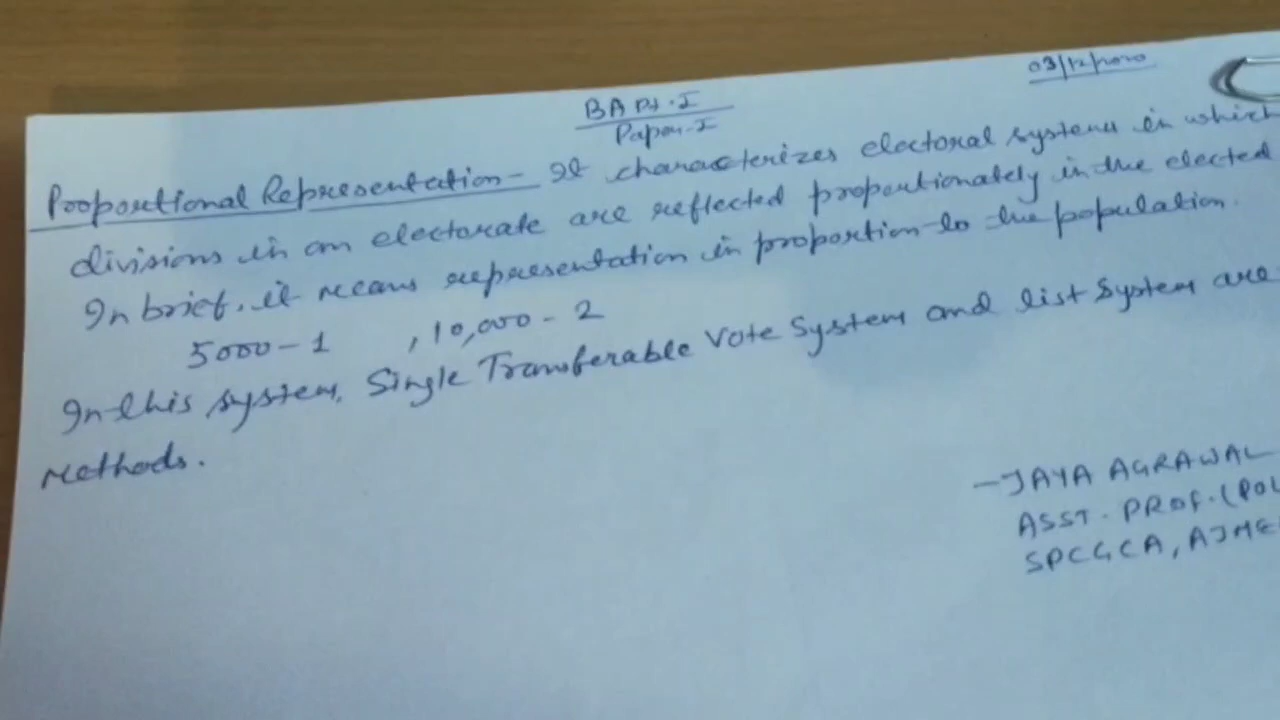 03/12/2020
BA Pt. I
Paper-I
Proportional Representation - It characterizes electoral systems in which
divisions in an electorate are reflected proportionately in the elected
In brief, it means representation in proportion to the population.
5000-1 , 10,000-2
In this system, Single Transferable Vote System and list System are
methods.
-JAYA AGRAWAL
ASST. PROF. (POL
SPCGCA, AJME